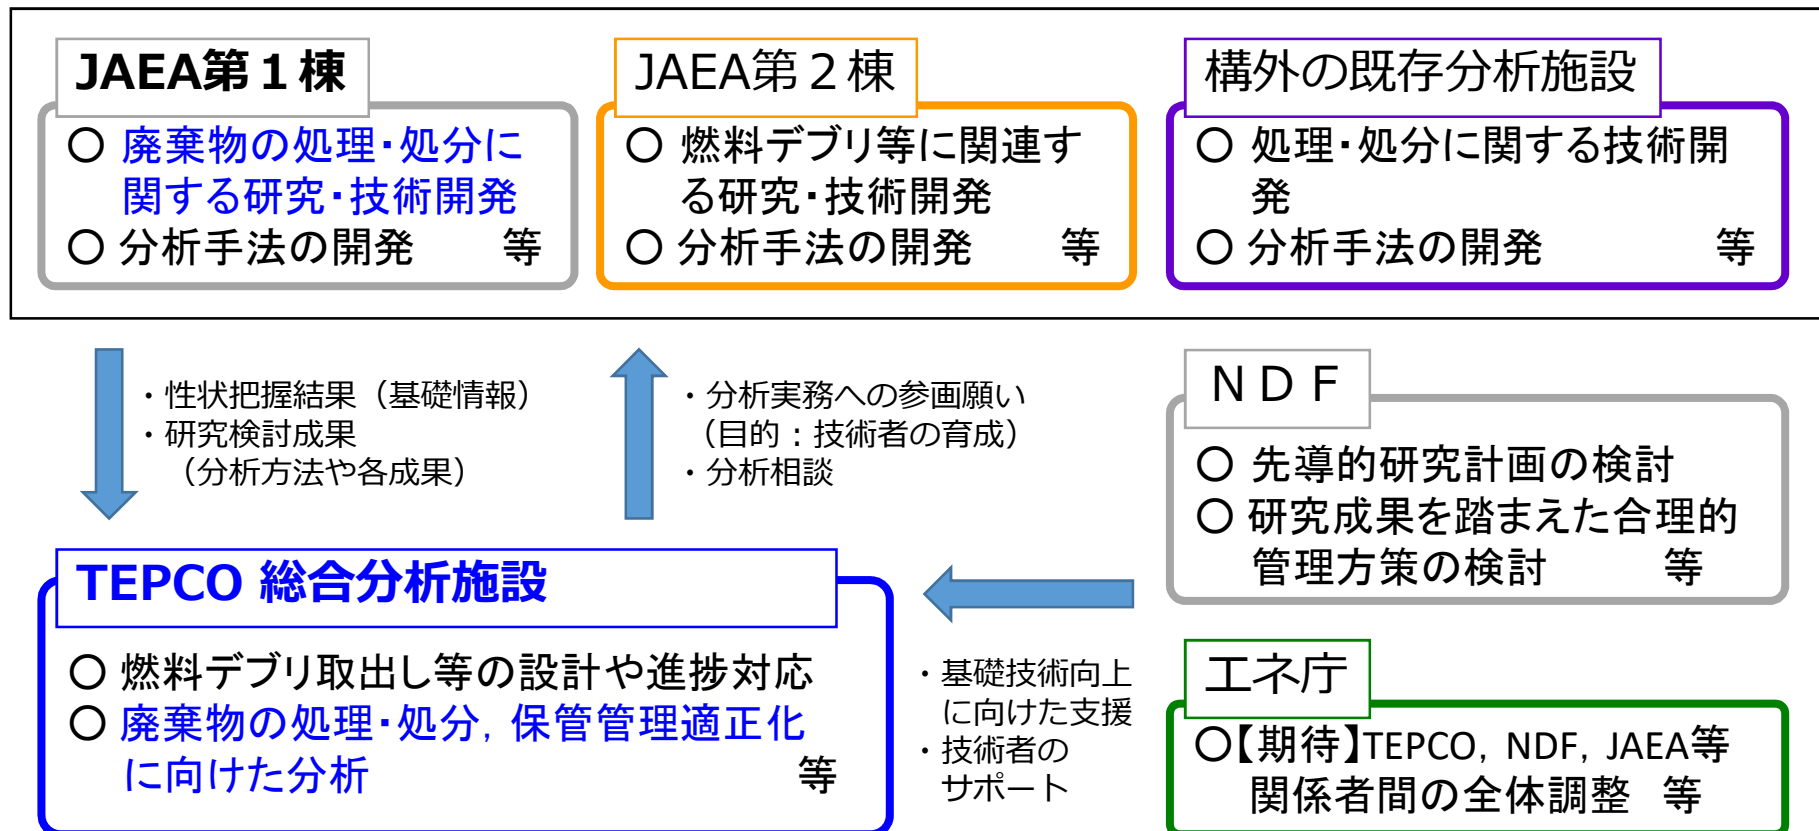 JAEA第１棟
○ 廃棄物の処理･処分に
関する研究･技術開発
○ 分析手法の開発　　等
JAEA第２棟
○ 燃料デブリ等に関連す
る研究･技術開発
○ 分析手法の開発　　等
構外の既存分析施設
○ 処理･処分に関する技術開
発
○ 分析手法の開発　　　　等
・性状把握結果（基礎情報）
・研究検討成果
（分析方法や各成果）
・分析実務への参画願い
（目的：技術者の育成）
・分析相談
ＮＤＦ
○ 先導的研究計画の検討
○ 研究成果を踏まえた合理的
管理方策の検討　　　等
TEPCO 総合分析施設
○ 燃料デブリ取出し等の設計や進捗対応
○ 廃棄物の処理･処分，保管管理適正化
に向けた分析　　　　　　　　　　等
・基礎技術向上
に向けた支援
・技術者の
サポート
エネ庁
○【期待】TEPCO，NDF，JAEA等
関係者間の全体調整　等